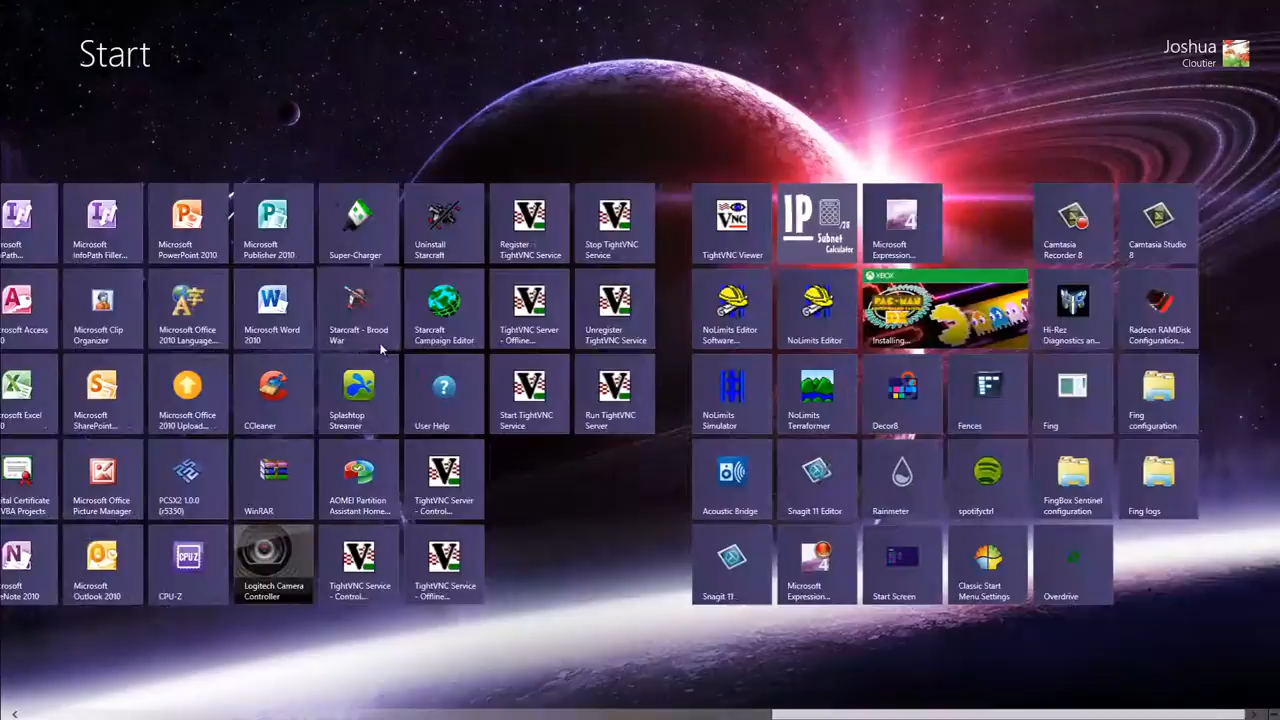 Start
Joshua
Cloutier
rosoft
Path...
Microsoft
InfoPath Filler...
Microsoft
PowerPoint 2010
Microsoft
Publisher 2010
Super-Charger
Uninstall
Starcraft
Register
TightVNC Service
Stop TightVNC
Service
TightVNC Viewer
IP
/28
Subnet
Calculator
Microsoft
Expression...
Camtasia
Recorder 8
Camtasia Studio
8
rosoft Access
0
Microsoft Clip
Organizer
Microsoft Office
2010 Language...
Microsoft Word
2010
Starcraft - Brood
War
Starcraft
Campaign Editor
TightVNC Server
- Offline...
Unregister
TightVNC Service
NoLimits Editor
Software...
NoLimits Editor
XBOX
PAC-MAN
DX
Installing...
Hi-Rez
Diagnostics an...
Radeon RAMDisk
Configuration...
rosoft Excel
0
Microsoft
SharePoint...
Microsoft Office
2010 Upload...
CCleaner
Splashtop
Streamer
User Help
Start TightVNC
Service
Run TightVNC
Server
NoLimits
Simulator
NoLimits
Terraformer
Decor8
Fences
Fing
Fing
configuration
ital Certificate
VBA Projects
Microsoft Office
Picture Manager
PCSX2 1.0.0
(r5350)
WinRAR
AOMEI Partition
Assistant Home...
TightVNC Server
- Control...
Acoustic Bridge
Snagit 11 Editor
Rainmeter
spotifyctrl
FingBox Sentinel
configuration
Fing logs
rosoft
eNote 2010
Microsoft
Outlook 2010
CPU-Z
CPU-Z
Logitech Camera
Controller
TightVNC Service
- Control...
TightVNC Service
- Offline...
Snagit 11
Microsoft
Expression...
Start Screen
Classic Start
Menu Settings
Overdrive